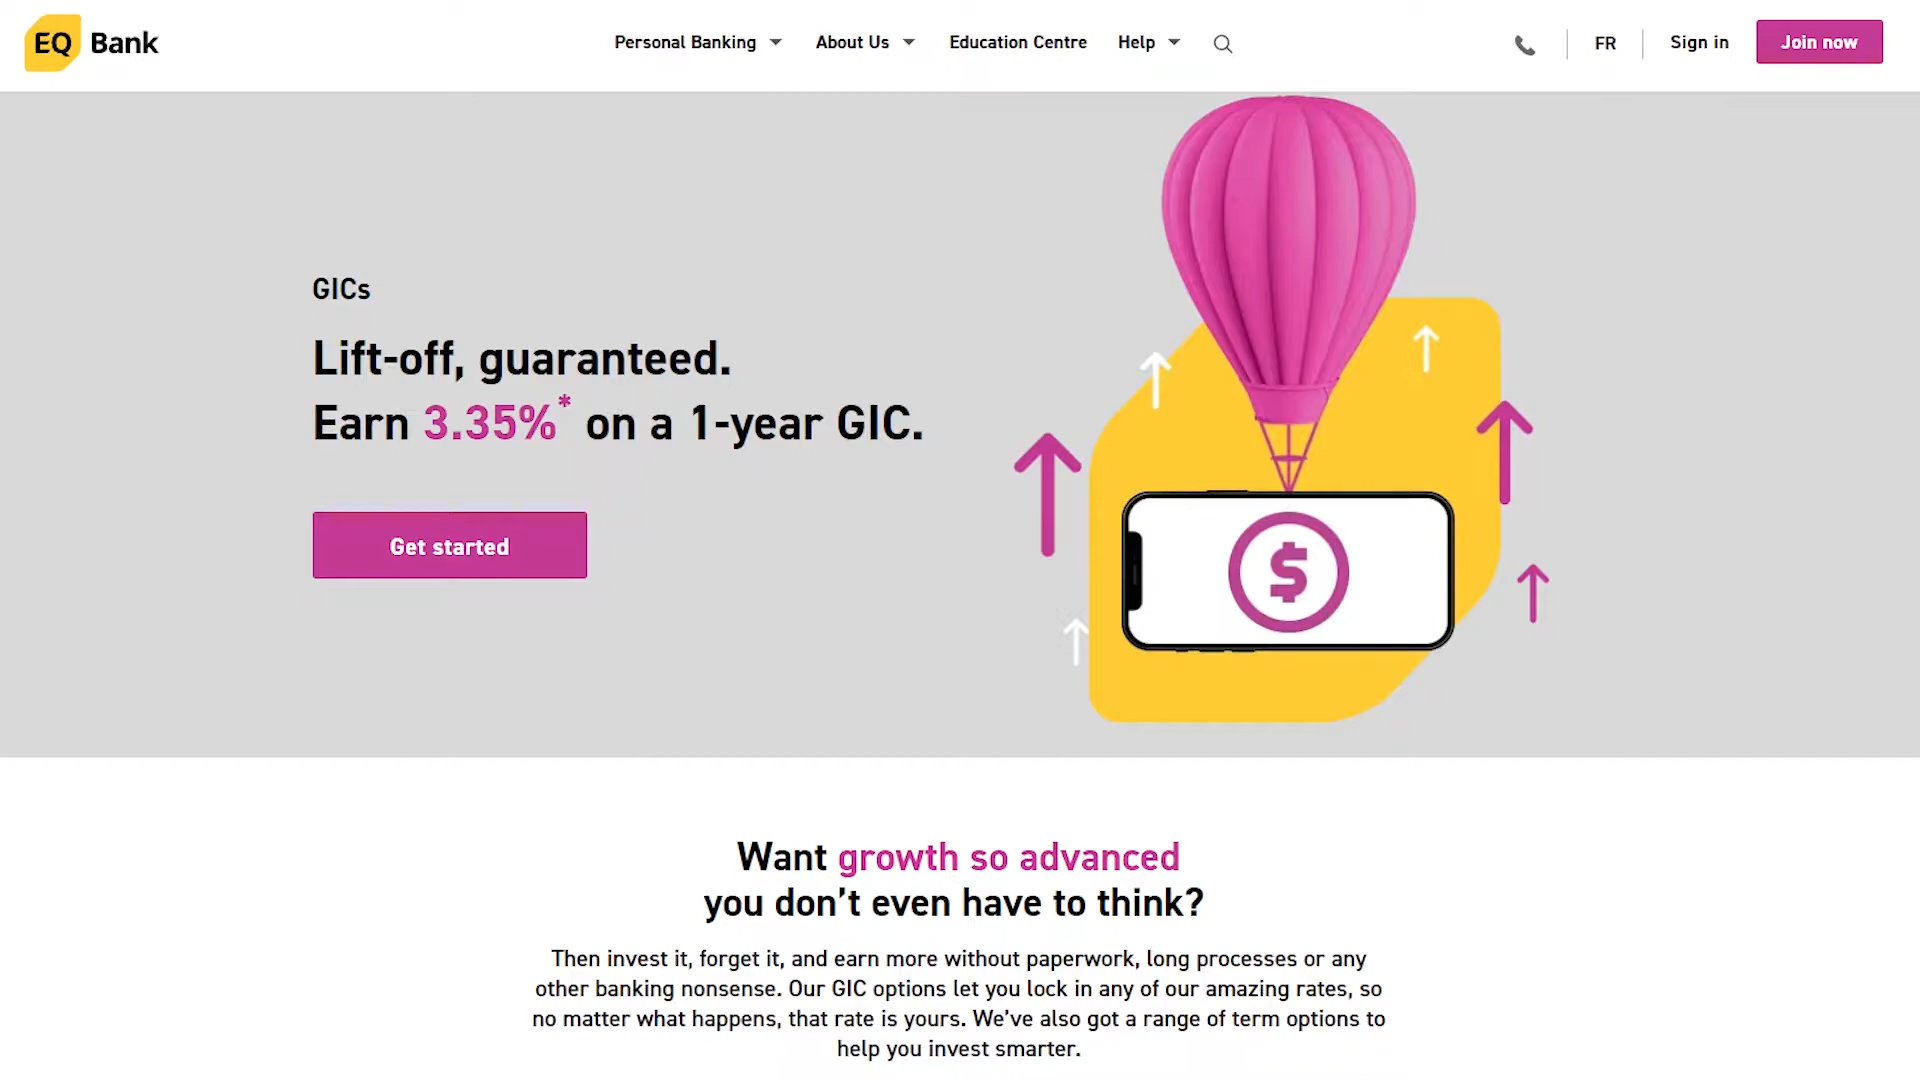 EQ Bank
Personal Banking
About Us
Education Centre
Help
FR
Sign in
Join now
GICs
Lift-off, guaranteed.
Earn 3.35%* on a 1-year GIC.
Get started
$
Want growth so advanced
you don’t even have to think?
Then invest it, forget it, and earn more without paperwork, long processes or any
other banking nonsense. Our GIC options let you lock in any of our amazing rates, so
no matter what happens, that rate is yours. We’ve also got a range of term options to
help you invest smarter.